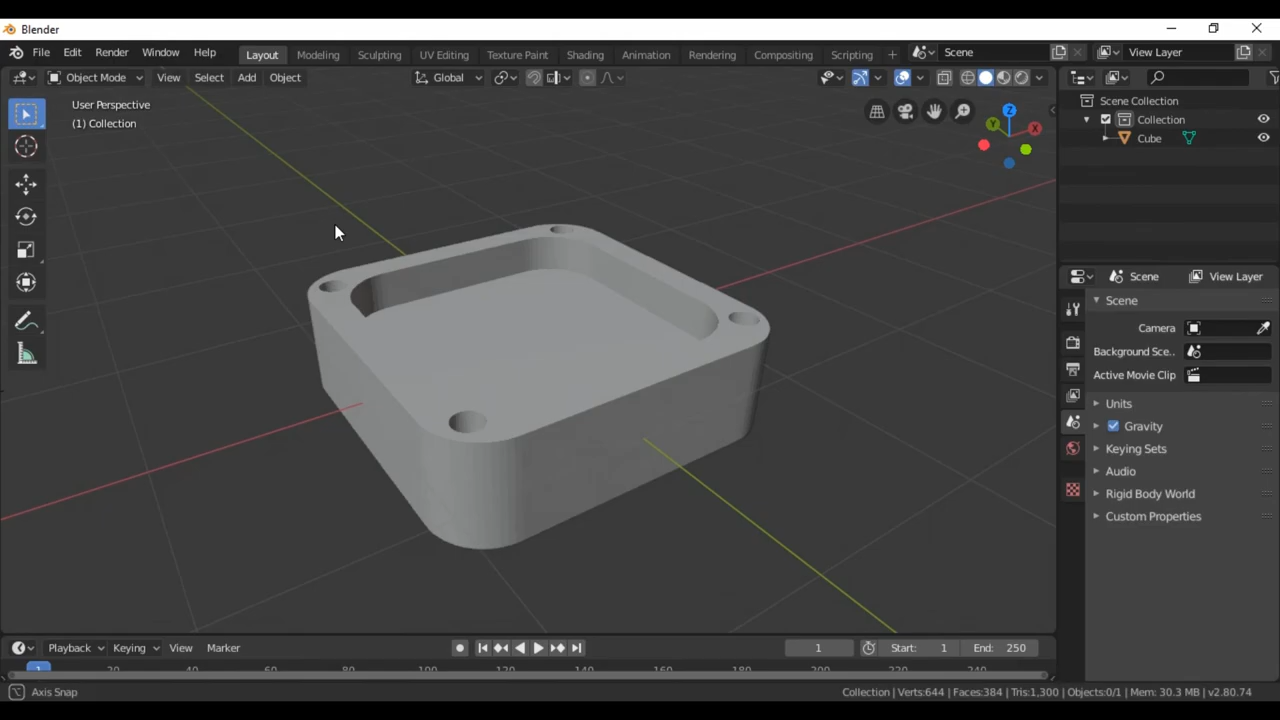 Blender
File Edit Render Window Help Layout Modeling Sculpting UV Editing Texture Paint Shading Animation Rendering Compositing Scripting + Scene View Layer
Object Mode View Select Add Object Global
User Perspective
(1) Collection
Z
Y
X
Scene Collection
Collection
Cube
Scene View Layer
Scene
Camera
Background Sce..
Active Movie Clip
Units
Gravity
Keying Sets
Audio
Rigid Body World
Custom Properties
Playback Keying View Marker 1 Start: 1 End: 250
1 20 40 60 80 100 120 140 160 180 200 220 240
Axis Snap Collection | Verts:644 | Faces:384 | Tris:1,300 | Objects:0/1 | Mem: 30.3 MB | v2.80.74